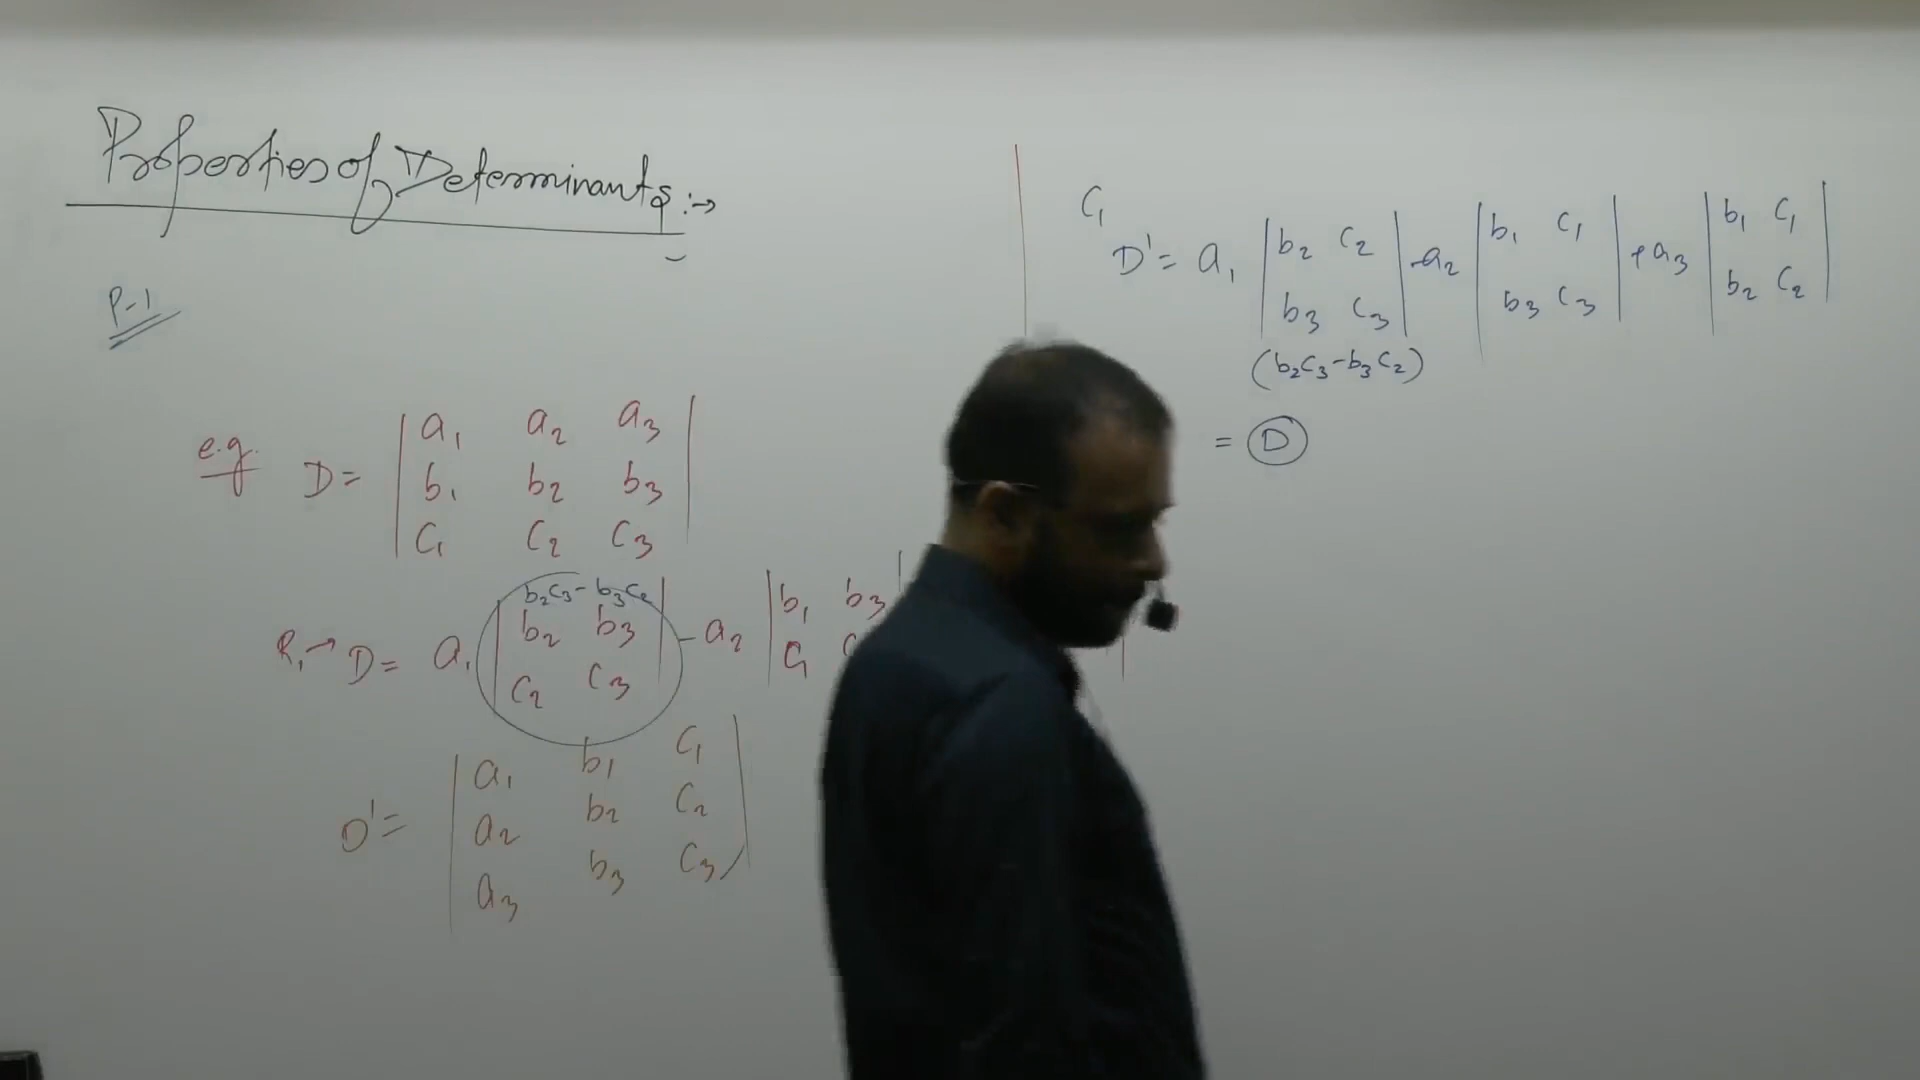 Properties of Determinants :→
P-1
e.g. D = | a₁ a₂ a₃ |
| b₁ b₂ b₃ |
| c₁ c₂ c₃ |
b₂c₃ - b₃c₂
R₁ → D = a₁ | b₂ b₃ | - a₂ | b₁ b₃
| c₂ c₃ | | c₁
D' = | a₁ b₁ c₁ |
| a₂ b₂ c₂ |
| a₃ b₃ c₃ |
C₁
D' = a₁ | b₂ c₂ | - a₂ | b₁ c₁ | + a₃ | b₁ c₁ |
| b₃ c₃ | | b₃ c₃ | | b₂ c₂ |
(b₂c₃ - b₃c₂)
= D